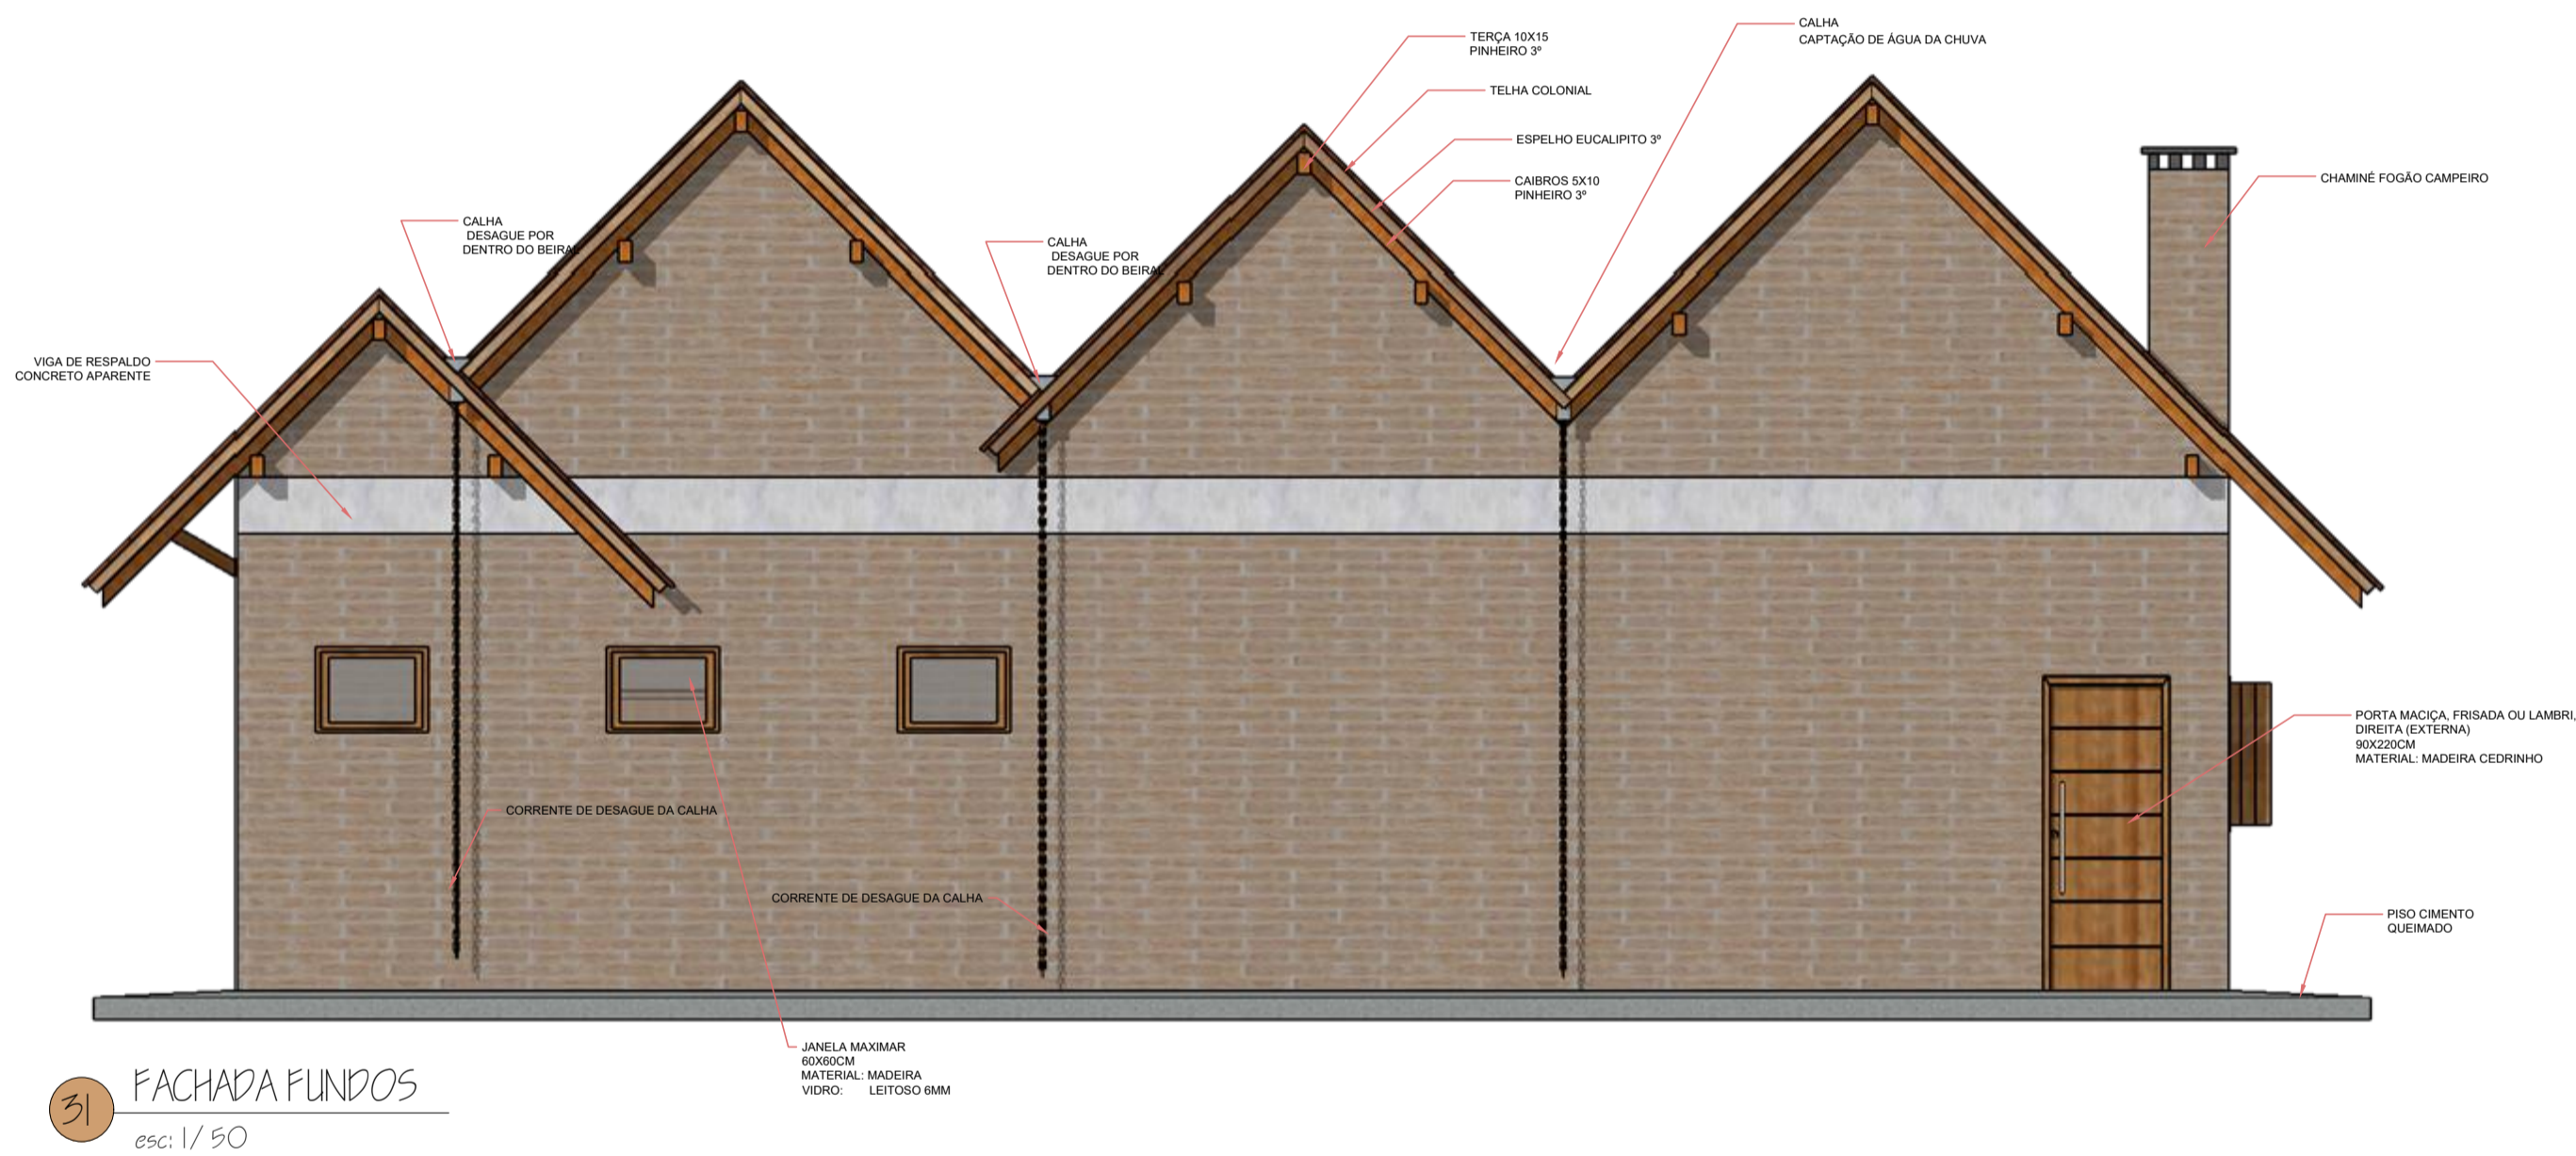 CALHA
CAPTAÇÃO DE ÁGUA DA CHUVA
TERÇA 10X15
PINHEIRO 3º
TELHA COLONIAL
ESPELHO EUCALIPITO 3º
CAIBROS 5X10
PINHEIRO 3º
CHAMINÉ FOGÃO CAMPEIRO
CALHA
DESAGUE POR
DENTRO DO BEIRAL
CALHA
DESAGUE POR
DENTRO DO BEIRAL
VIGA DE RESPALDO
CONCRETO APARENTE
PORTA MACIÇA, FRISADA OU LAMBRI,
DIREITA (EXTERNA)
90X220CM
MATERIAL: MADEIRA CEDRINHO
CORRENTE DE DESAGUE DA CALHA
CORRENTE DE DESAGUE DA CALHA
PISO CIMENTO
QUEIMADO
JANELA MAXIMAR
60X60CM
MATERIAL: MADEIRA
VIDRO: LEITOSO 6MM
31
FACHADA FUNDOS
esc: 1/ 50